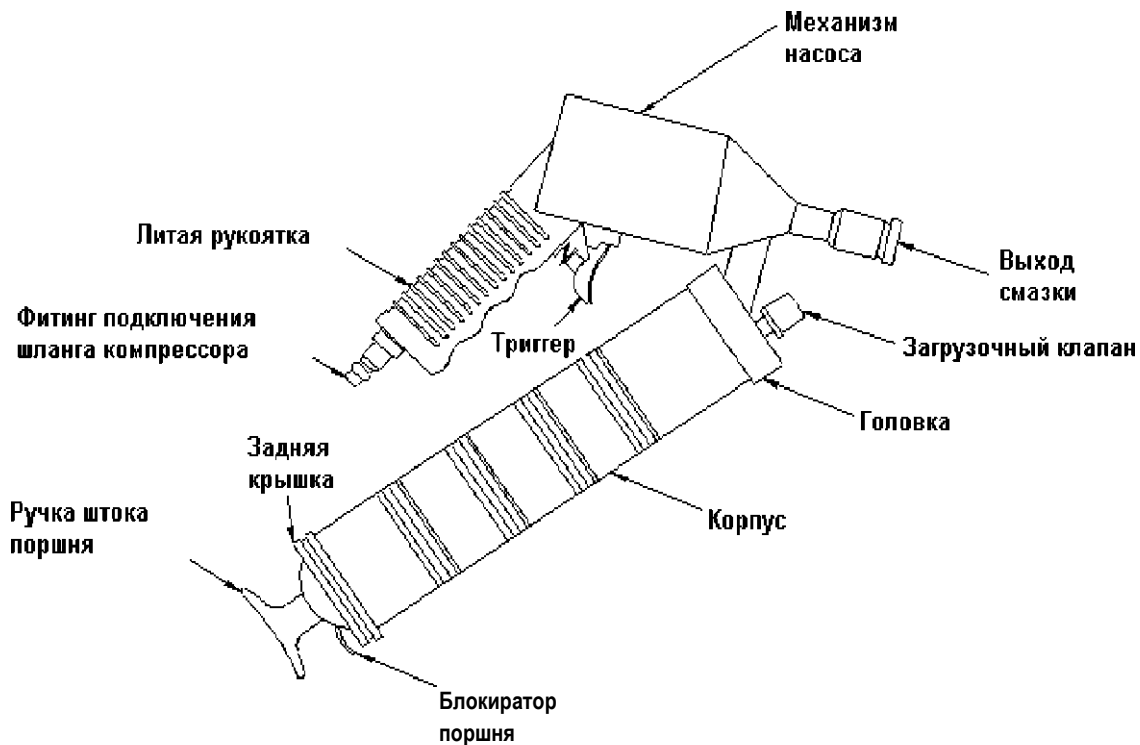 Механизм
насоса
Литая рукоятка
Выход
смазки
Фитинг подключения
шланга компрессора
Триггер
Загрузочный клапан
Головка
Задняя
крышка
Ручка штока
поршня
Корпус
Блокиратор
поршня